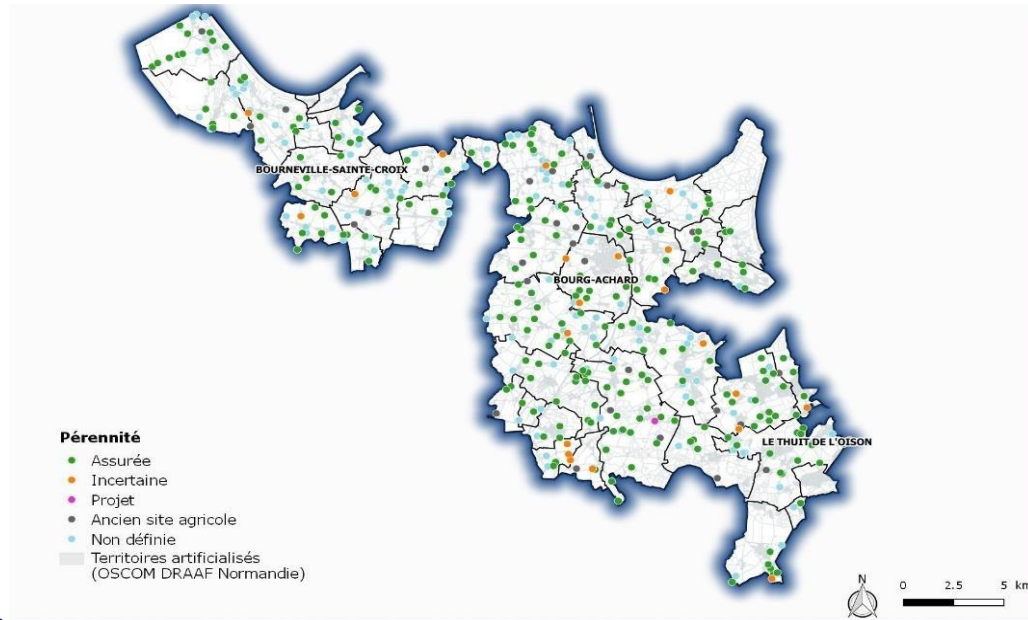 BOURNEVILLE-SAINTE-CROIX
BOURG-ACHARD
LE THUIT DE L'OISON
Pérennité
Assurée
Incertaine
Projet
Ancien site agricole
Non définie
Territoires artificialisés
(OSCOM DRAAF Normandie)
N
0 2.5 5 km